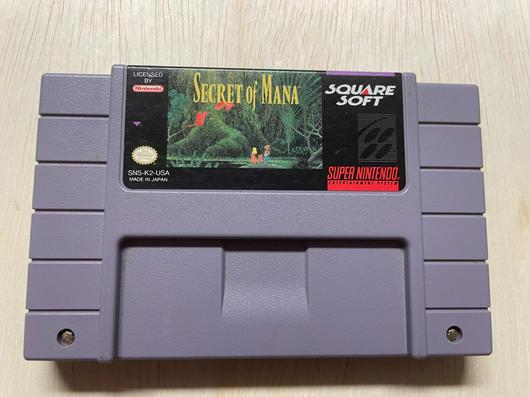 LICENSED
BY
Nintendo
SECRET of MANA
SQUARE
SOFT
SNS-K2-USA
MADE IN JAPAN
SUPER NINTENDO
ENTERTAINMENT SYSTEM